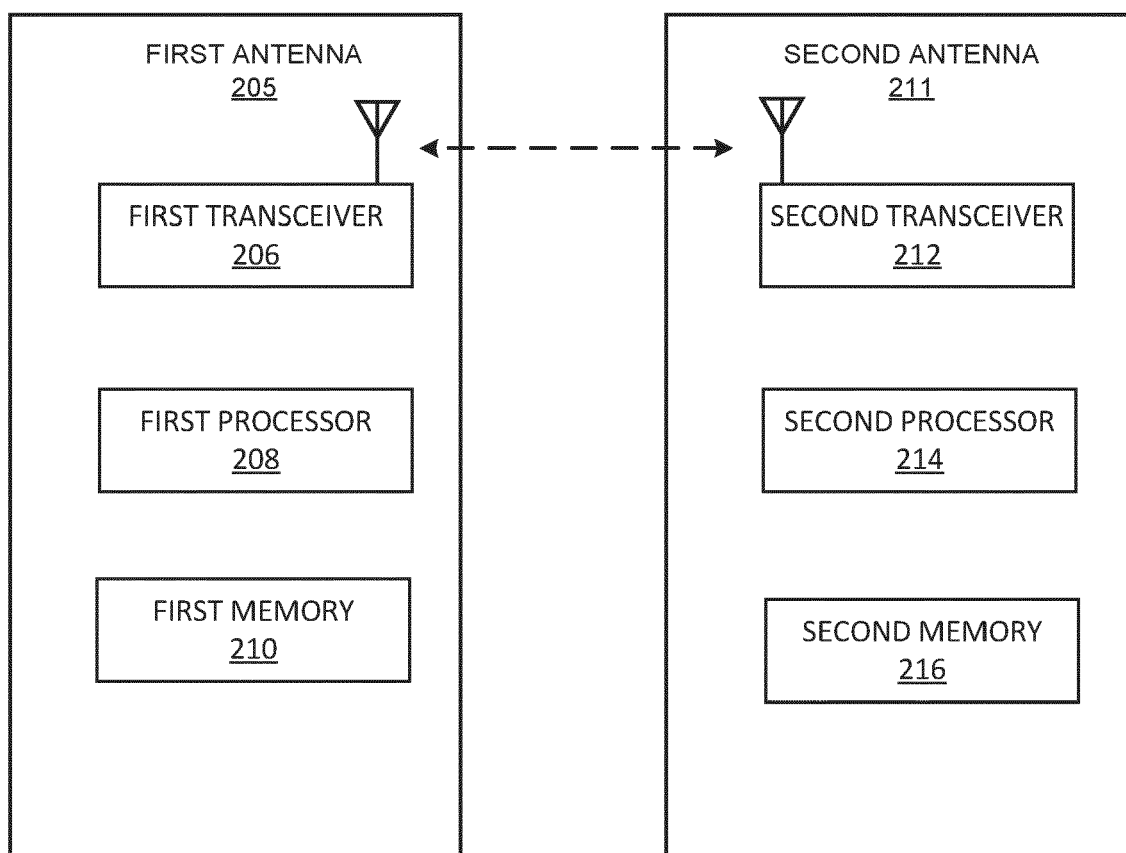 FIRST ANTENNA
205
FIRST TRANSCEIVER
206
FIRST PROCESSOR
208
FIRST MEMORY
210
SECOND ANTENNA
211
SECOND TRANSCEIVER
212
SECOND PROCESSOR
214
SECOND MEMORY
216